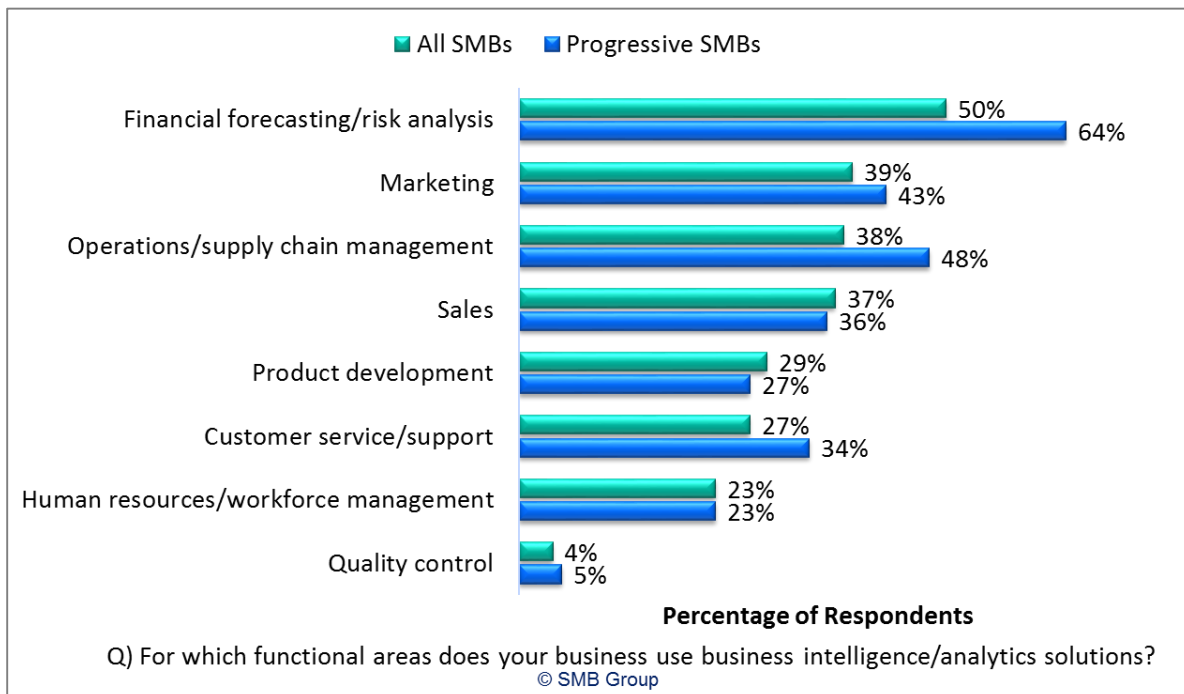 All SMBs Progressive SMBs
Financial forecasting/risk analysis 50%
64%
Marketing 39%
43%
Operations/supply chain management 38%
48%
Sales 37%
36%
Product development 29%
27%
Customer service/support 27%
34%
Human resources/workforce management 23%
23%
Quality control 4%
5%
Percentage of Respondents
Q) For which functional areas does your business use business intelligence/analytics solutions?
© SMB Group